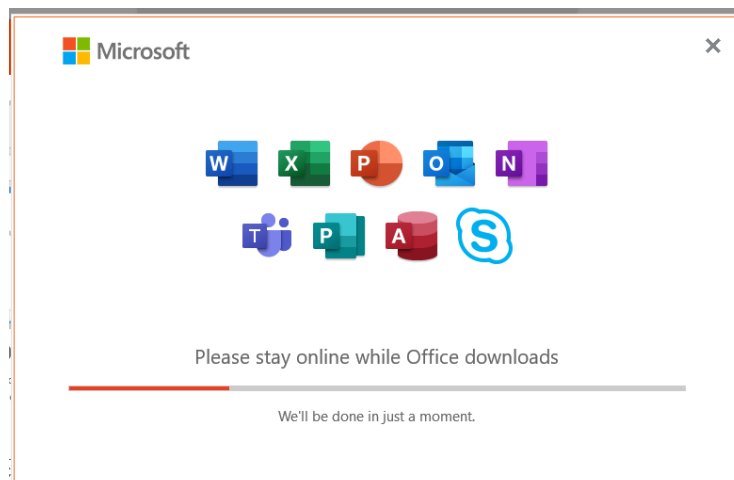 Microsoft
W X P O N
T P A S
Please stay online while Office downloads
We'll be done in just a moment.